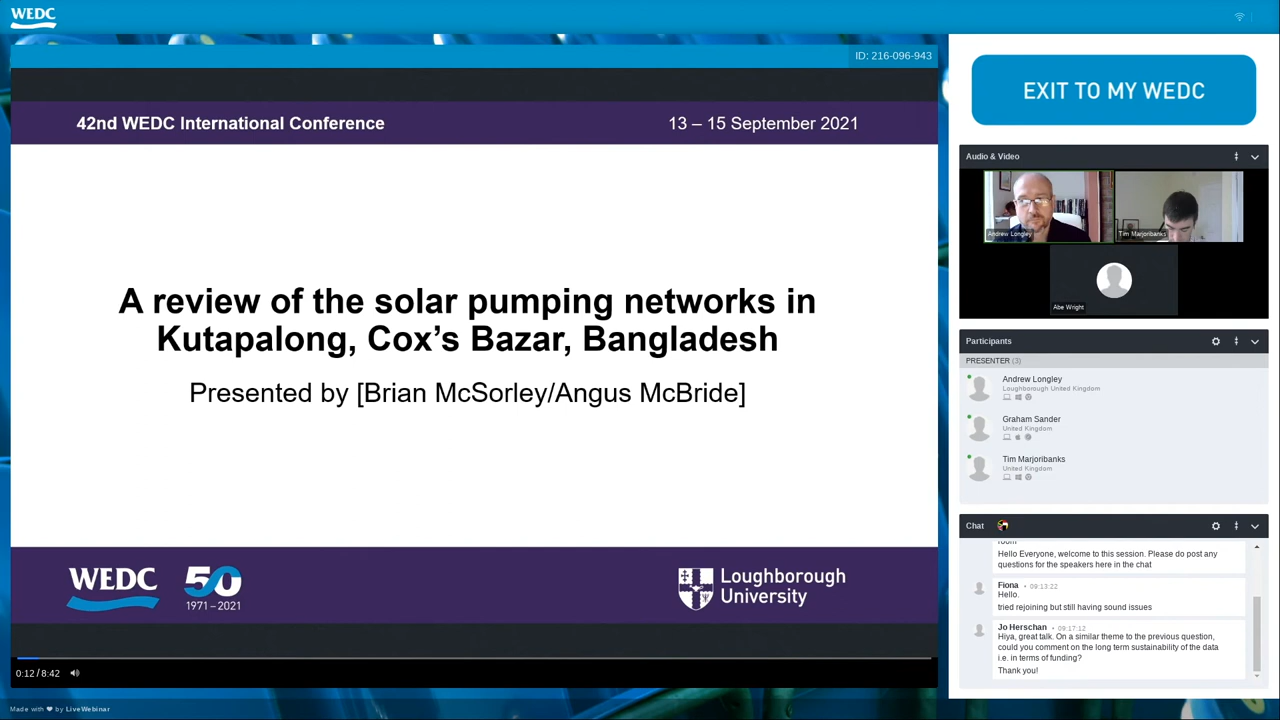 WEDC
ID: 216-096-943
42nd WEDC International Conference
13 – 15 September 2021
A review of the solar pumping networks in
Kutapalong, Cox's Bazar, Bangladesh
Presented by [Brian McSorley/Angus McBride]
WEDC
50
1971 – 2021
Loughborough
University
0:12 / 8:42
Made with ❤ by LiveWebinar
EXIT TO MY WEDC
Audio & Video
Andrew Longley
Tim Marjoribanks
Abe Wright
Participants
PRESENTER (3)
Andrew Longley
Loughborough United Kingdom
Graham Sander
United Kingdom
Tim Marjoribanks
United Kingdom
Chat
room
Hello Everyone, welcome to this session. Please do post any
questions for the speakers here in the chat
Fiona • 09:13:22
Hello.
tried rejoining but still having sound issues
Jo Herschan • 09:17:12
Hiya, great talk. On a similar theme to the previous question,
could you comment on the long term sustainability of the data
i.e. in terms of funding?
Thank you!